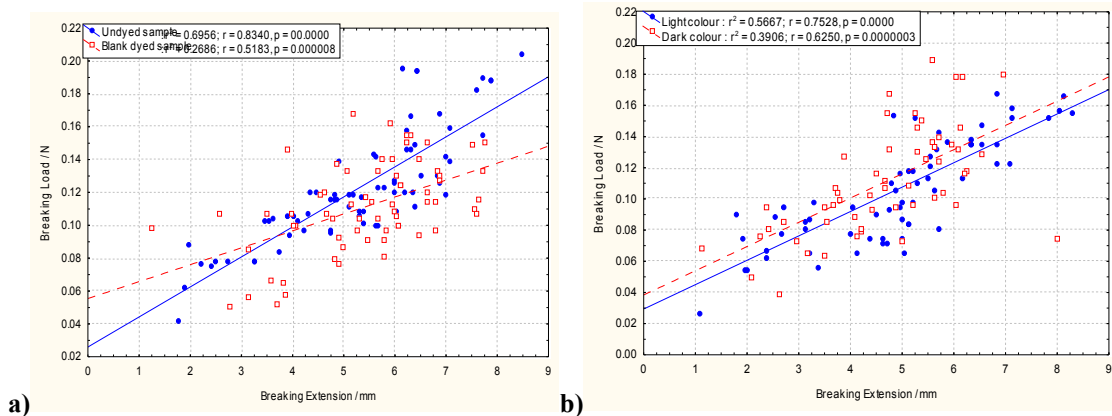 Undyed sample r² = 0.6956; r = 0.8340, p = 00.0000
Blank dyed sample r² = 0.2686; r = 0.5183, p = 0.000008
0.22
0.20
0.18
0.16
0.14
0.12
0.10
0.08
0.06
0.04
0.02
Breaking Load / N
0 1 2 3 4 5 6 7 8 9
Breaking Extension / mm
a)
Light colour : r² = 0.5667; r = 0.7528, p = 0.0000
Dark colour : r² = 0.3906; r = 0.6250, p = 0.0000003
0.20
0.18
0.16
0.14
0.12
0.10
0.08
0.06
0.04
0.02
0.00
Breaking Load / N
0 1 2 3 4 5 6 7 8 9
Breaking Extension / mm
b)